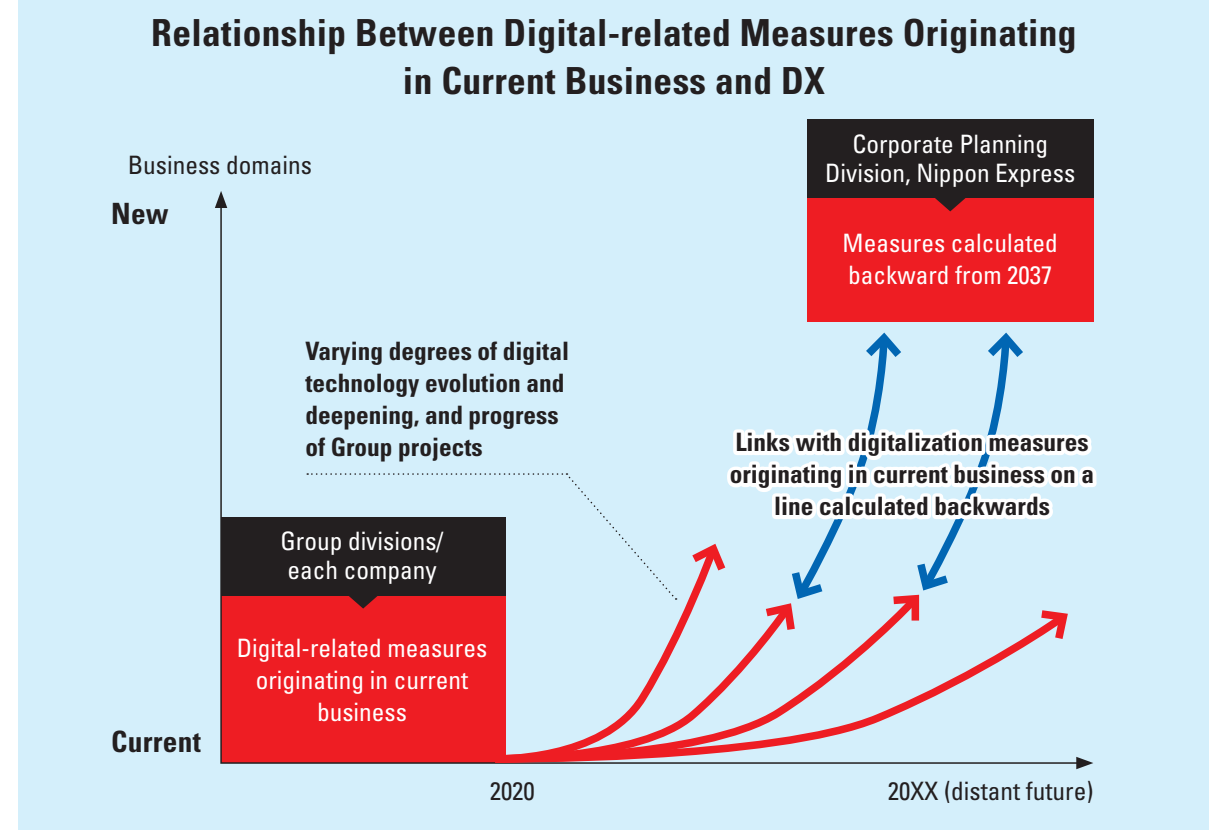 Relationship Between Digital-related Measures Originating
in Current Business and DX
Business domains
New
Corporate Planning
Division, Nippon Express
Measures calculated
backward from 2037
Varying degrees of digital
technology evolution and
deepening, and progress
of Group projects
Links with digitalization measures
originating in current business on a
line calculated backwards
Group divisions/
each company
Digital-related measures
originating in current
business
Current
2020
20XX (distant future)